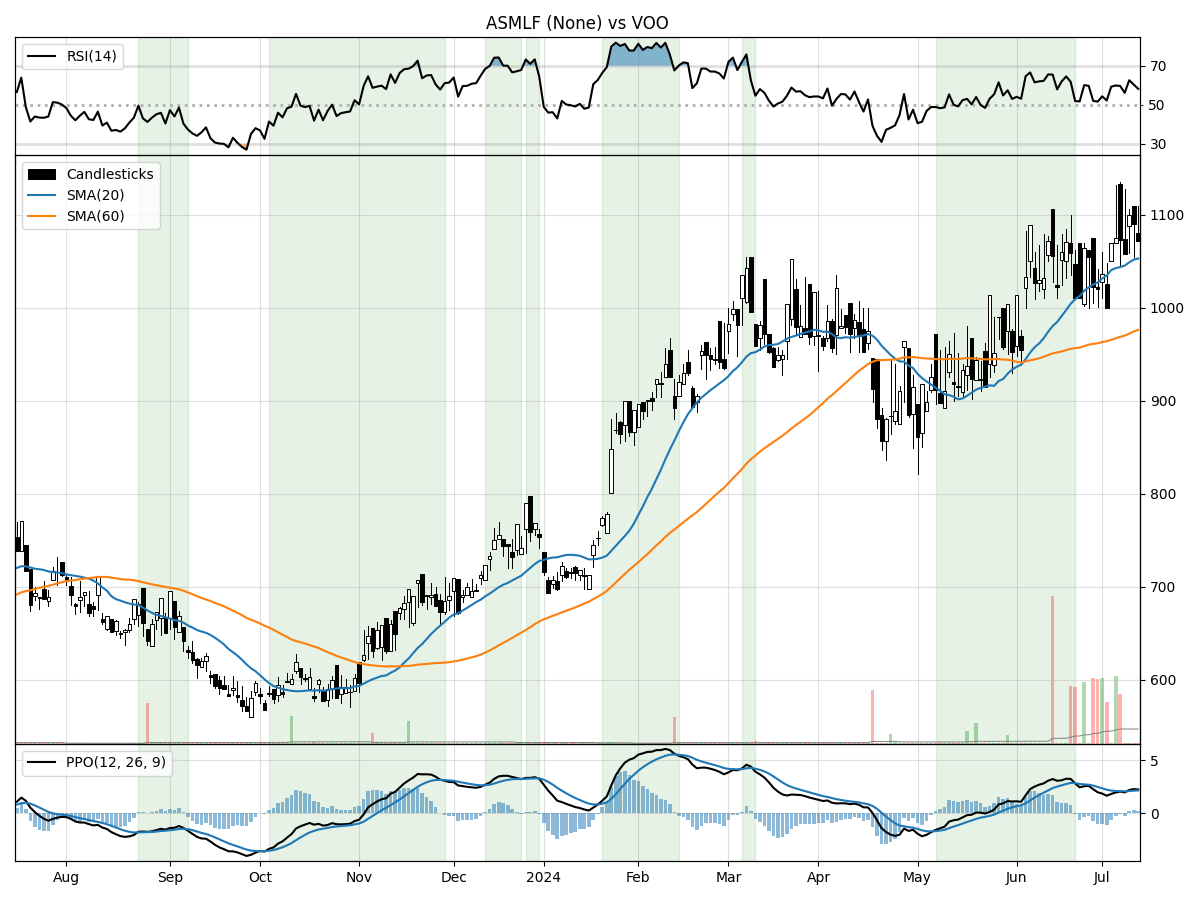 ASMLF (None) vs VOO
RSI(14)
70
50
30
Candlesticks
SMA(20)
SMA(60)
1100
1000
900
800
700
600
PPO(12, 26, 9)
5
0
Aug Sep Oct Nov Dec 2024 Feb Mar Apr May Jun Jul